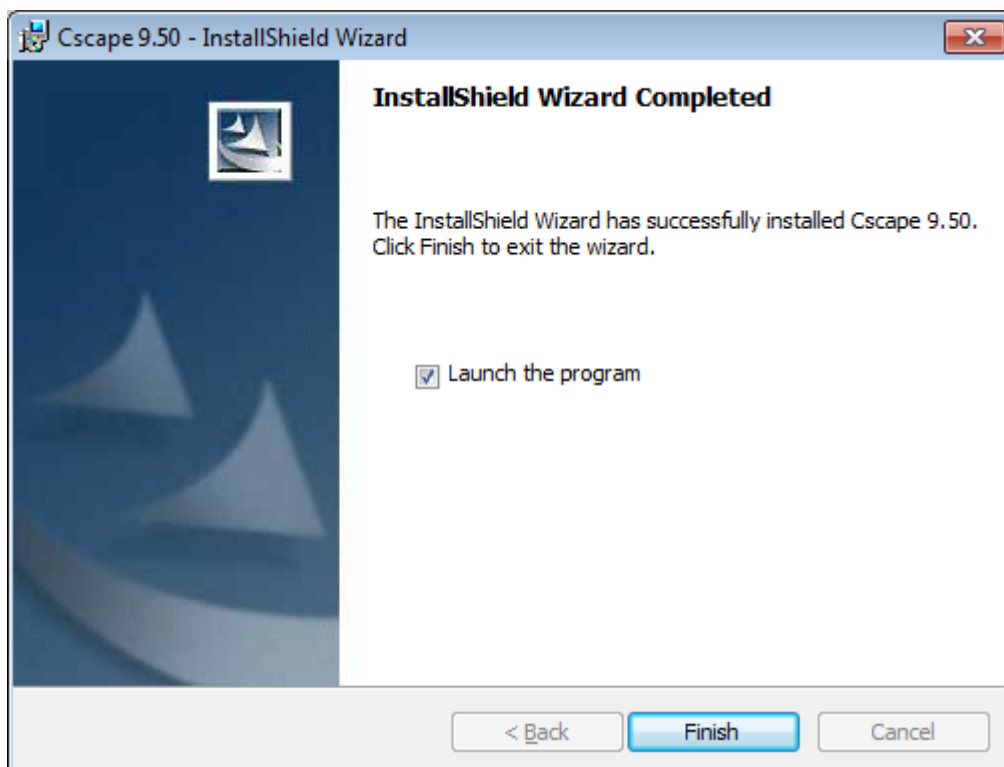 Cscape 9.50 - InstallShield Wizard
InstallShield Wizard Completed
The InstallShield Wizard has successfully installed Cscape 9.50.
Click Finish to exit the wizard.
Launch the program
< Back
Finish
Cancel